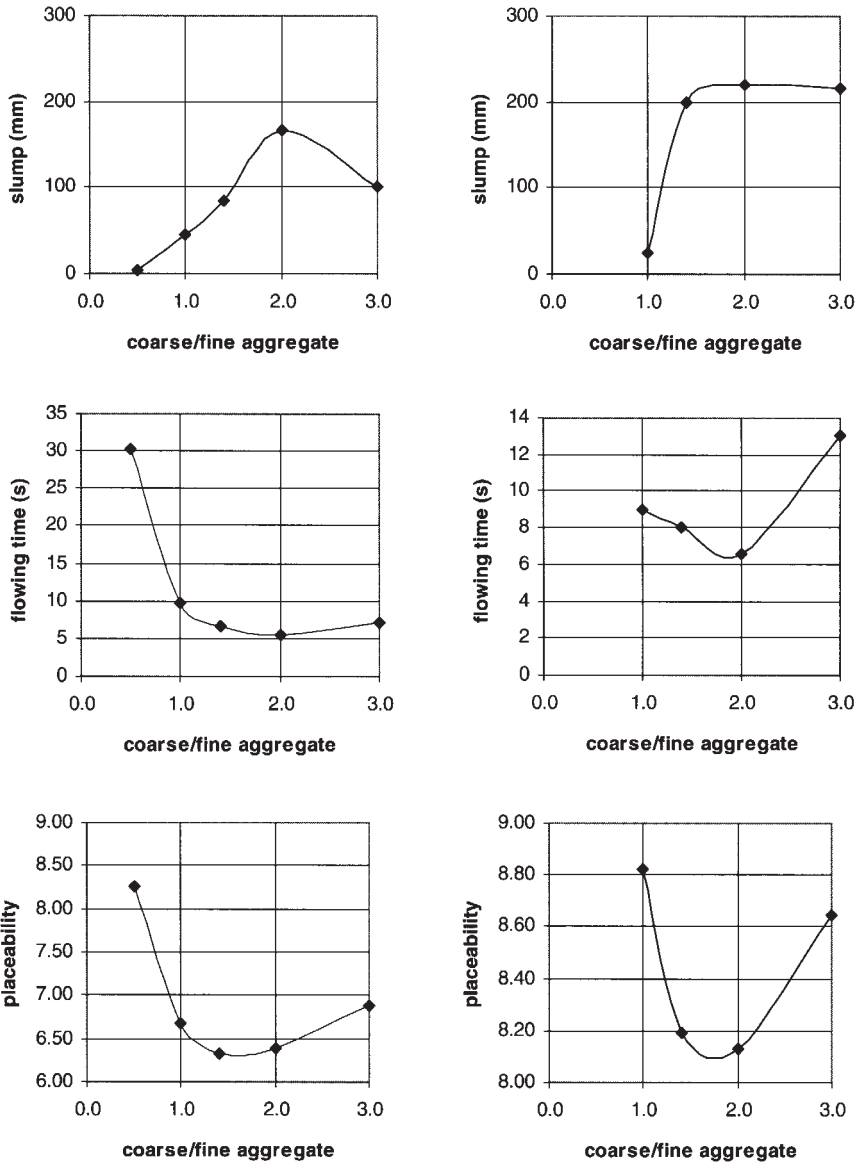 300
200
100
0
0.0 1.0 2.0 3.0
slump (mm)
coarse/fine aggregate
300
200
100
0
0.0 1.0 2.0 3.0
slump (mm)
coarse/fine aggregate
35
30
25
20
15
10
5
0
0.0 1.0 2.0 3.0
flowing time (s)
coarse/fine aggregate
14
12
10
8
6
4
2
0
0.0 1.0 2.0 3.0
flowing time (s)
coarse/fine aggregate
9.00
8.50
8.00
7.50
7.00
6.50
6.00
0.0 1.0 2.0 3.0
placeability
coarse/fine aggregate
9.00
8.80
8.60
8.40
8.20
8.00
0.0 1.0 2.0 3.0
placeability
coarse/fine aggregate